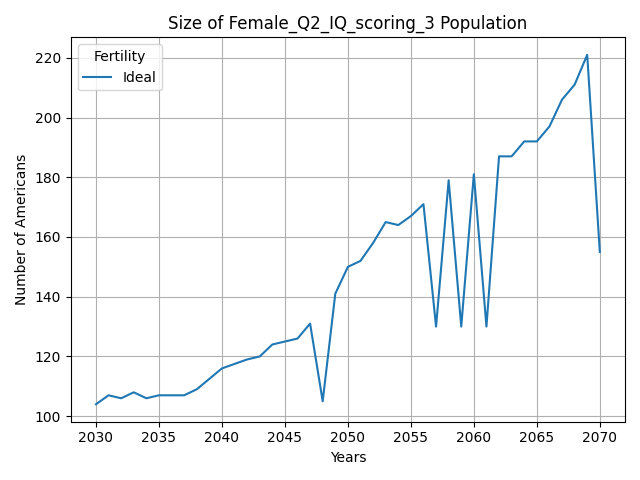 Size of Female_Q2_IQ_scoring_3 Population
Fertility
Ideal
Number of Americans
220
200
180
160
140
120
100
2030 2035 2040 2045 2050 2055 2060 2065 2070
Years